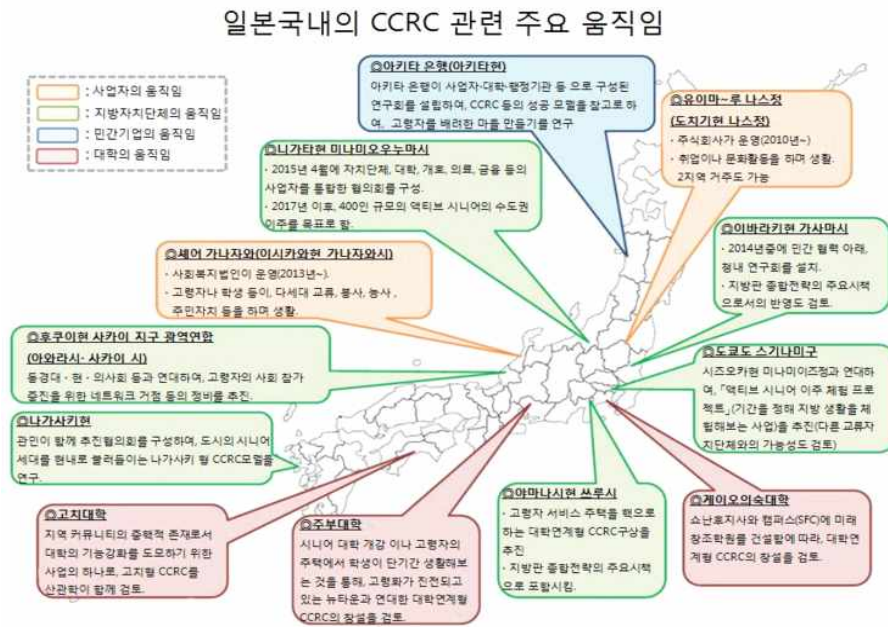 일본국내의 CCRC 관련 주요 움직임
: 사업자의 움직임
: 지방자치단체의 움직임
: 민간기업의 움직임
: 대학의 움직임
◎아키타 은행(아키타현)
아키타 은행이 사업자·대학·행정기관 등 으로 구성된
연구회를 설립하여, CCRC 등의 성공 모델을 참고로 하
여, 고령자를 배려한 마을 만들기를 연구
◎유이마~루 나스정
(도치기현 나스정)
· 주식회사가 운영(2010년~)
· 취업이나 문화활동을 하며 생활.
2지역 거주도 가능
◎니가타현 미나미오우누마시
· 2015년 4월에 자치단체, 대학, 개호, 의료, 금융 등의
사업자를 통합한 협의회를 구성.
· 2017년 이후, 400인 규모의 액티브 시니어의 수도권
이주를 목표로 함.
◎이바라키현 가사마시
· 2014년중에 민간 협력 아래,
청내 연구회를 설치.
· 지방판 종합전략의 주요시책
으로서의 반영도 검토.
◎셰어 가나자와(이시카와현 가나자와시)
· 사회복지법인이 운영(2013년~).
· 고령자나 학생 등이, 다세대 교류, 봉사, 농사 ,
주민자치 등을 하며 생활.
◎후쿠이현 사카이 지구 광역연합
(아와라시· 사카이 시)
동경대 · 현 · 의사회 등과 연대하여, 고령자의 사회 참가
증진을 위한 네트워크 거점 등의 정비를 추진.
◎도쿄도 스기나미구
시즈오카현 미나미이즈정과 연대하
여, 「액티브 시니어 이주 체험 프로
젝트」(기간을 정해 지방 생활을 체
험해보는 사업)을 추진(다른 교류자
치단체와의 가능성도 검토)
◎나가사키현
관민이 함께 추진협의회를 구성하여, 도시의 시니어
세대를 현내로 불러들이는 나가사키 형 CCRC모델을
연구.
◎고치대학
지역 커뮤니티의 중핵적 존재로서
대학의 기능강화를 도모하기 위한
사업의 하나로, 고치형 CCRC를
산관학이 함께 검토.
◎주부대학
시니어 대학 개강 이나 고령자의
주택에서 학생이 단기간 생활해보
는 것을 통해, 고령화가 진전되고
있는 뉴타운과 연대한 대학연계형
CCRC의 창설을 검토.
◎야마나시현 쓰루시
· 고령자 서비스 주택을 핵으로
하는 대학연계형 CCRC구상을
추진
· 지방판 종합전략의 주요시책
으로 포함시킴.
◎게이오의숙대학
쇼난후지사와 캠퍼스(SFC)에 미래
창조학원를 건설함에 따라, 대학연
계형 CCRC의 창설을 검토.